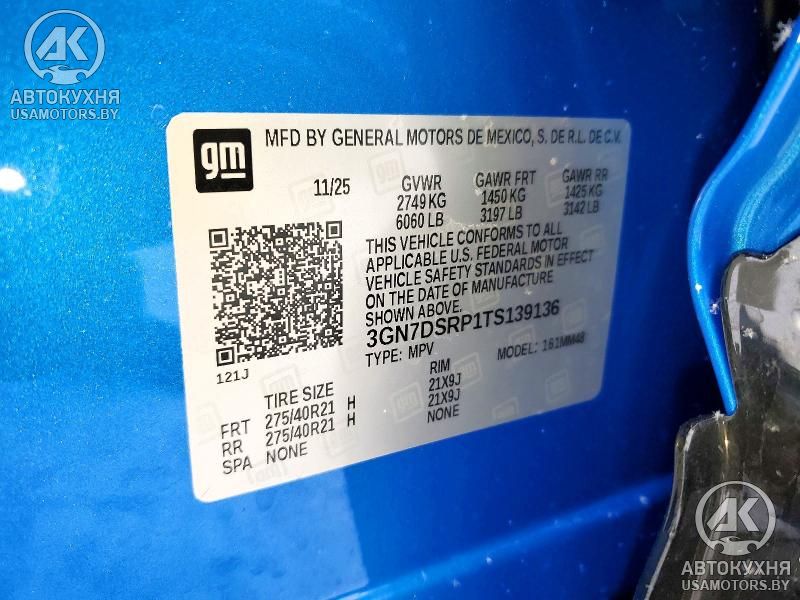 AK
АВТОКУХНЯ
USAMOTORS.BY
gm
MFD BY GENERAL MOTORS DE MEXICO, S. DE R.L. DE C.V.
11/25 GVWR GAWR FRT GAWR RR
2749 KG 1450 KG 1425 KG
6060 LB 3197 LB 3142 LB
THIS VEHICLE CONFORMS TO ALL
APPLICABLE U.S. FEDERAL MOTOR
VEHICLE SAFETY STANDARDS IN EFFECT
ON THE DATE OF MANUFACTURE
SHOWN ABOVE.
3GN7DSRP1TS139136
TYPE: MPV MODEL: 161MM48
121J
TIRE SIZE RIM
FRT 275/40R21 H 21X9J
RR 275/40R21 H 21X9J
SPA NONE NONE
AK
АВТОКУХНЯ
USAMOTORS.BY